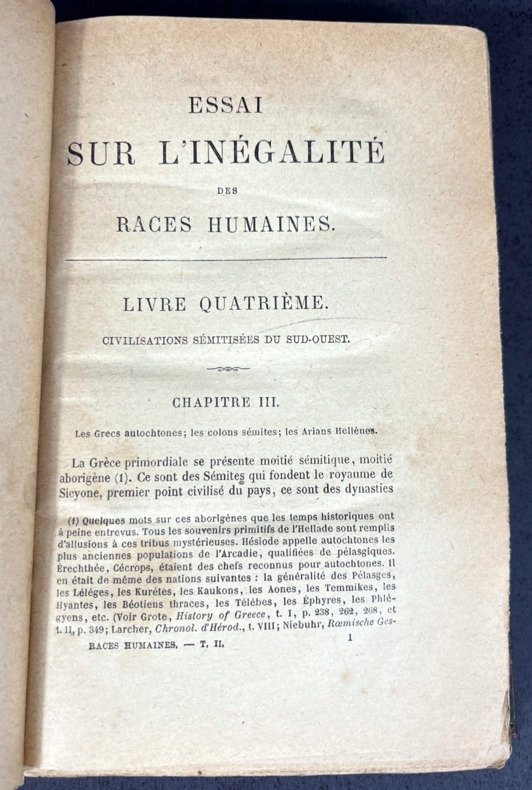 ESSAI
SUR L'INÉGALITÉ
DES
RACES HUMAINES.
LIVRE QUATRIÈME.
CIVILISATIONS SÉMITISÉES DU SUD-OUEST.
CHAPITRE III.
Les Grecs autochtones; les colons sémites; les Arians Hellènes.
La Grèce primordiale se présente moitié sémitique, moitié
aborigène (1). Ce sont des Sémites qui fondent le royaume de
Sicyone, premier point civilisé du pays, ce sont des dynasties
(1) Quelques mots sur ces aborigènes que les temps historiques ont
à peine entrevus. Tous les souvenirs primitifs de l'Hellade sont remplis
d'allusions à ces tribus mystérieuses. Hésiode appelle autochtones les
plus anciennes populations de l'Arcadie, qualifiées de pélasgiques.
Érechthée, Cécrops, étaient des chefs reconnus pour autochtones. Il
en était de même des nations suivantes : la généralité des Pélasges,
les Léléges, les Kurètes, les Kaukons, les Aones, les Temmikes, les
Hyantes, les Béotiens thraces, les Télèbes, les Éphyres, les Phlé-
gyens, etc. (Voir Grote, History of Greece, t. I, p. 238, 262, 268, et
t. II, p. 349; Larcher, Chronol. d'Hérod., t. VIII; Niebuhr, Rœmische Ges-
RACES HUMAINES. — T. II. 1